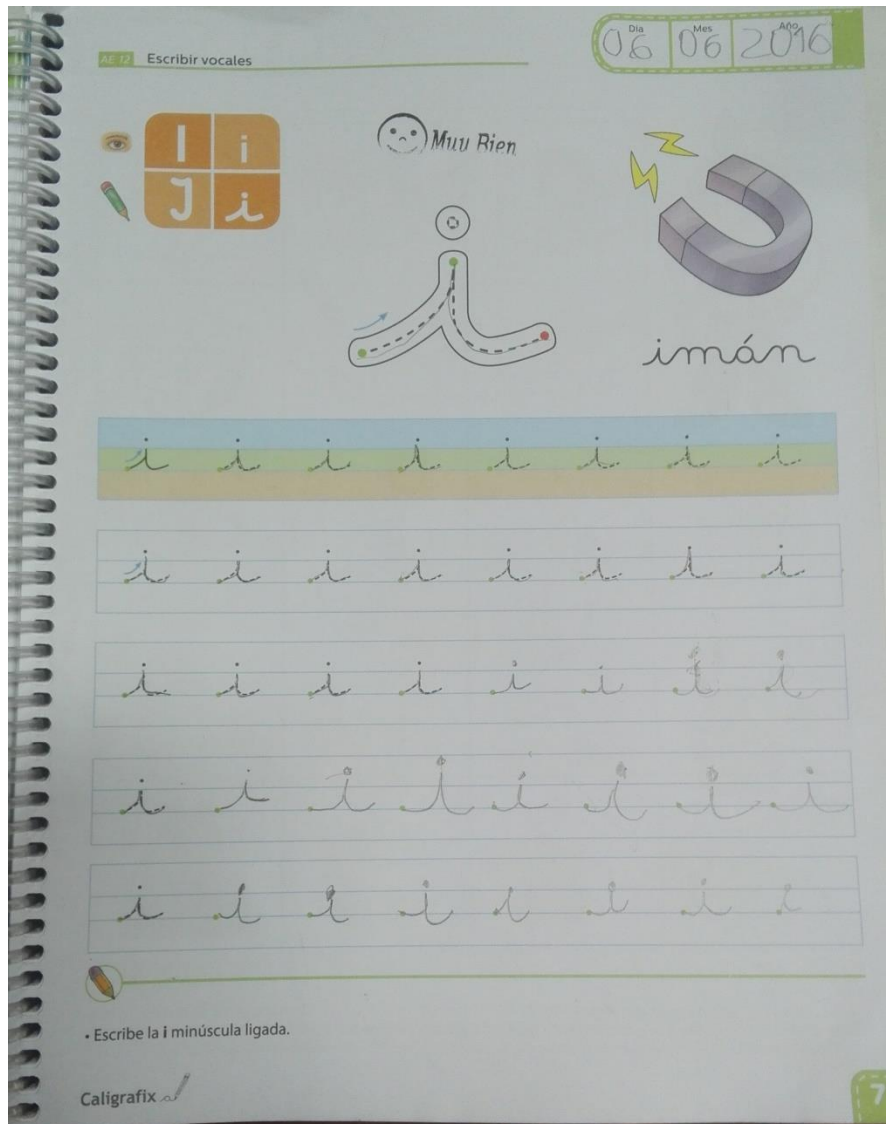 Día Mes Año
06 06 2016
AE 12 Escribir vocales
I i
I i
Muy Bien
i
imán
i i i i i i i i
i i i i i i i i
i i i i i i i i
i i i i i i i i
i i i i i i i i
• Escribe la i minúscula ligada.
Caligrafix
7